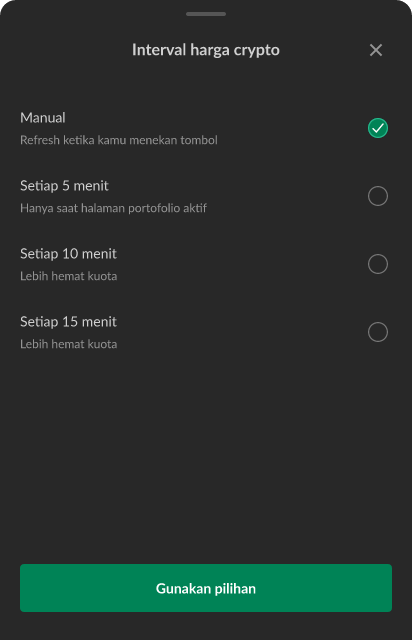 Interval harga crypto
Manual
Refresh ketika kamu menekan tombol
Setiap 5 menit
Hanya saat halaman portofolio aktif
Setiap 10 menit
Lebih hemat kuota
Setiap 15 menit
Lebih hemat kuota
Gunakan pilihan